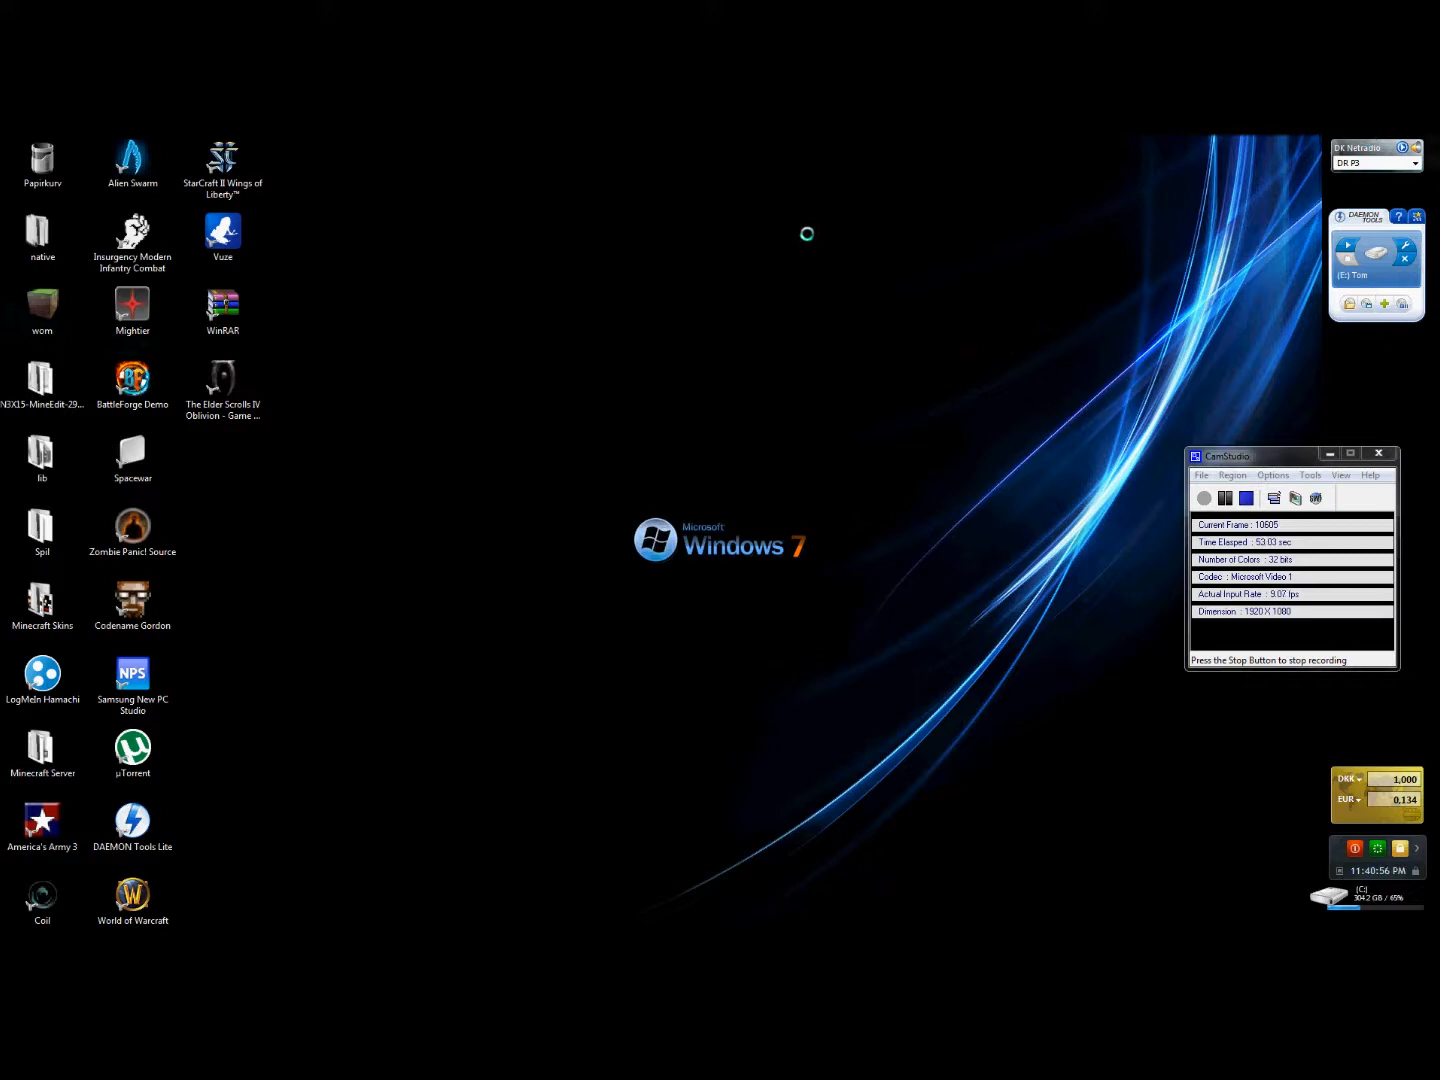 Papirkurv
Alien Swarm
StarCraft II Wings of
Liberty™
native
Insurgency Modern
Infantry Combat
Vuze
wom
Mightier
WinRAR
N3X15-MineEdit-29...
BattleForge Demo
The Elder Scrolls IV
Oblivion - Game ...
lib
Spacewar
Spil
Zombie Panic! Source
Minecraft Skins
Codename Gordon
LogMeIn Hamachi
NPS
Samsung New PC
Studio
Minecraft Server
µTorrent
America's Army 3
DAEMON Tools Lite
Coil
World of Warcraft
Microsoft
Windows 7
DK Netradio
DR P3
DAEMON
TOOLS
?
(E:) Tom
CamStudio
File Region Options Tools View Help
Current Frame : 10605
Time Elasped : 53.03 sec
Number of Colors : 32 bits
Codec : Microsoft Video 1
Actual Input Rate : 9.07 fps
Dimension : 1920 X 1080
Press the Stop Button to stop recording
DKK 1,000
EUR 0,134
11:40:56 PM
(C:)
304.2 GB / 65%